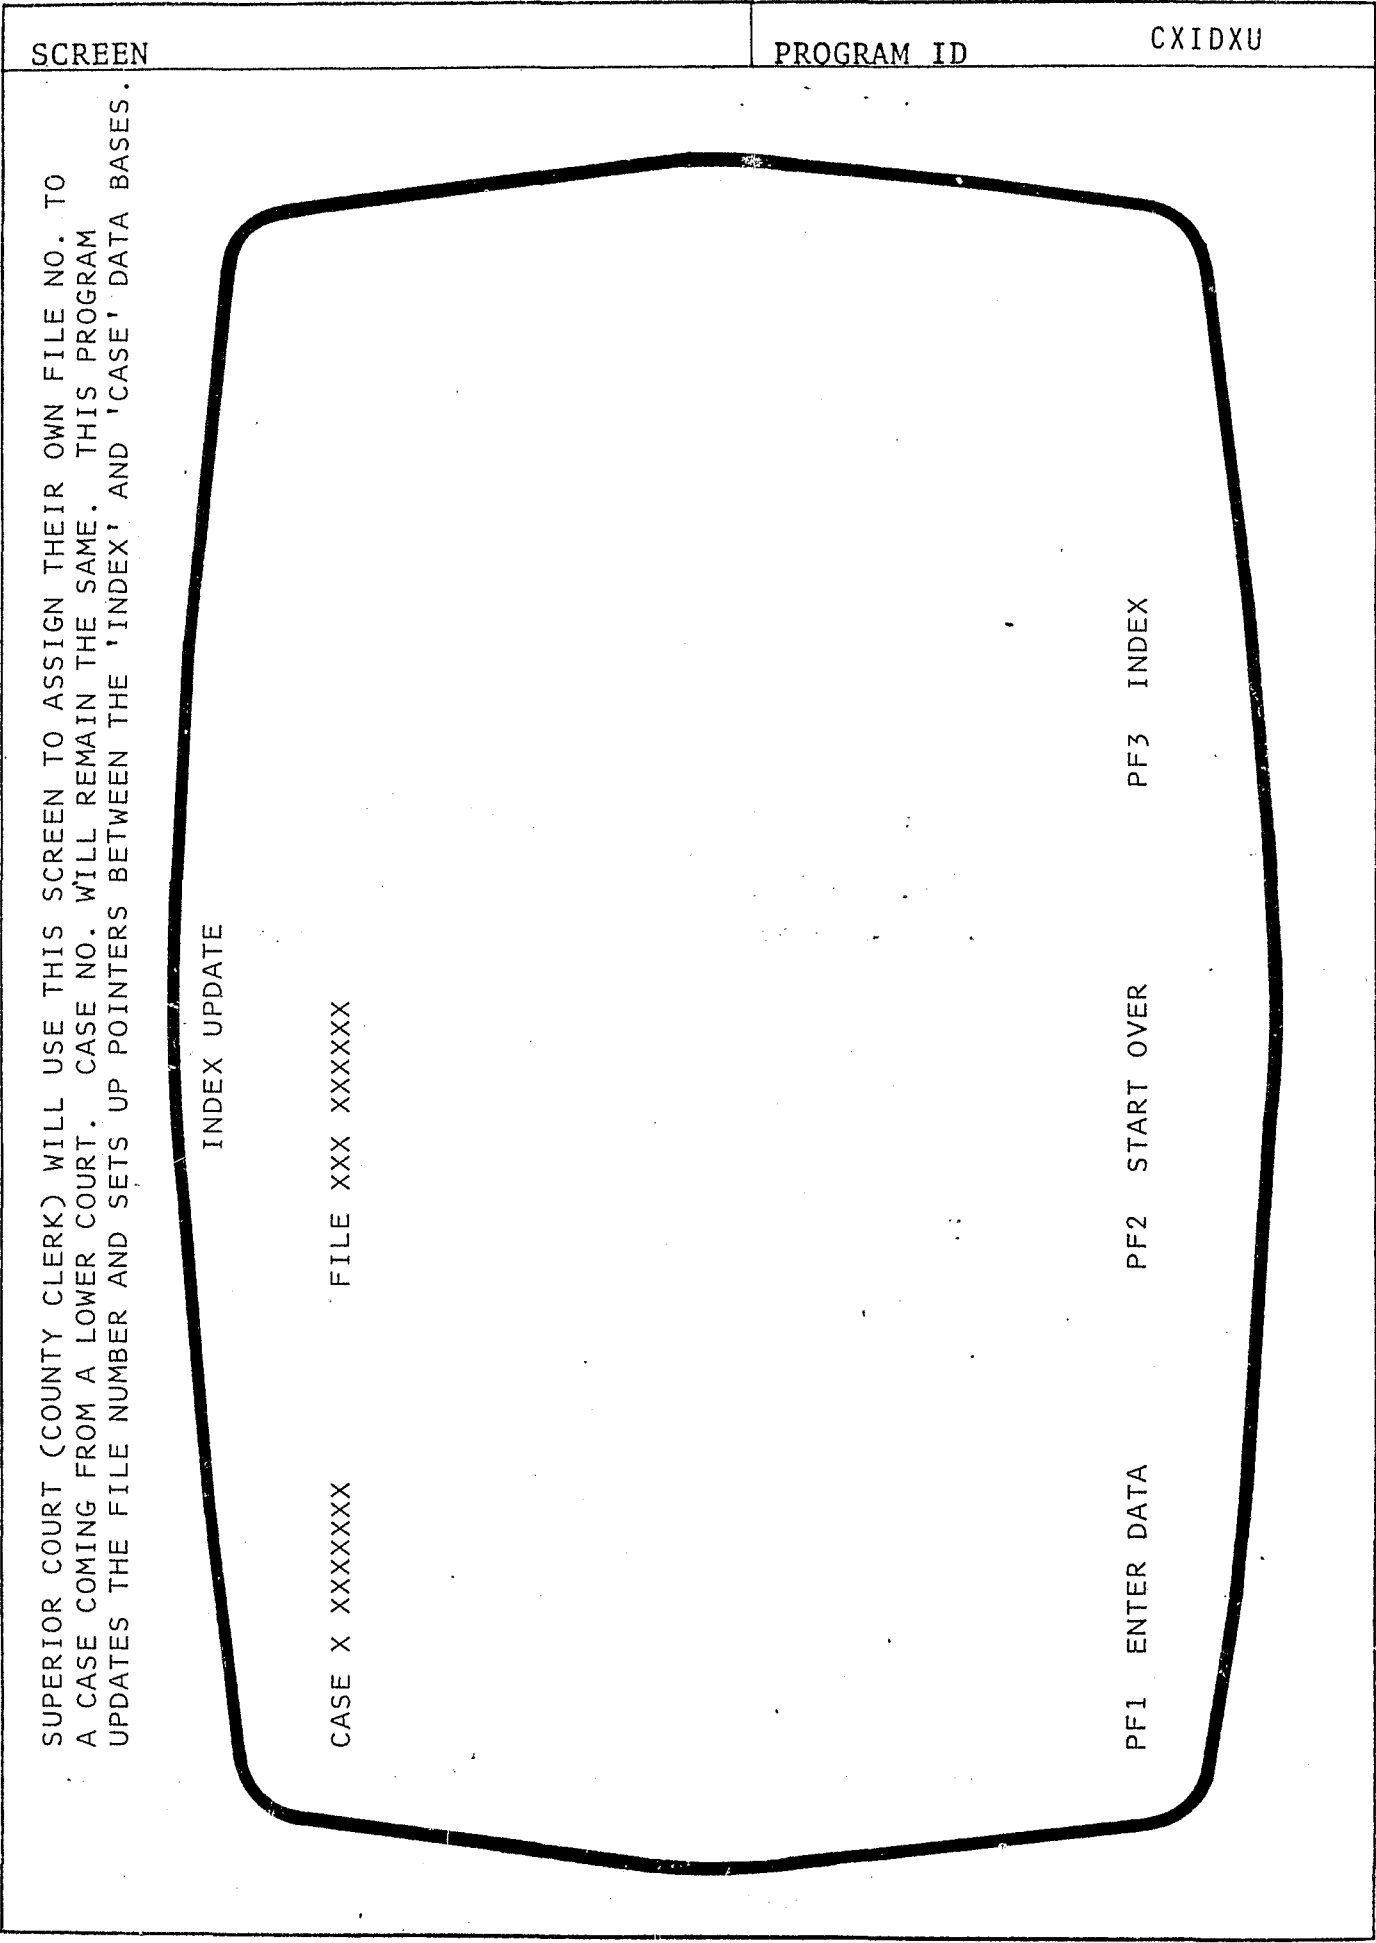 SCREEN
PROGRAM ID CXIDXU
SUPERIOR COURT (COUNTY CLERK) WILL USE THIS SCREEN TO ASSIGN THEIR OWN FILE NO. TO
A CASE COMING FROM A LOWER COURT. CASE NO. WILL REMAIN THE SAME. THIS PROGRAM
UPDATES THE FILE NUMBER AND SETS UP POINTERS BETWEEN THE 'INDEX' AND 'CASE' DATA BASES.
INDEX UPDATE
CASE X XXXXXXX FILE XXX XXXXXX
PF1 ENTER DATA PF2 START OVER PF3 INDEX